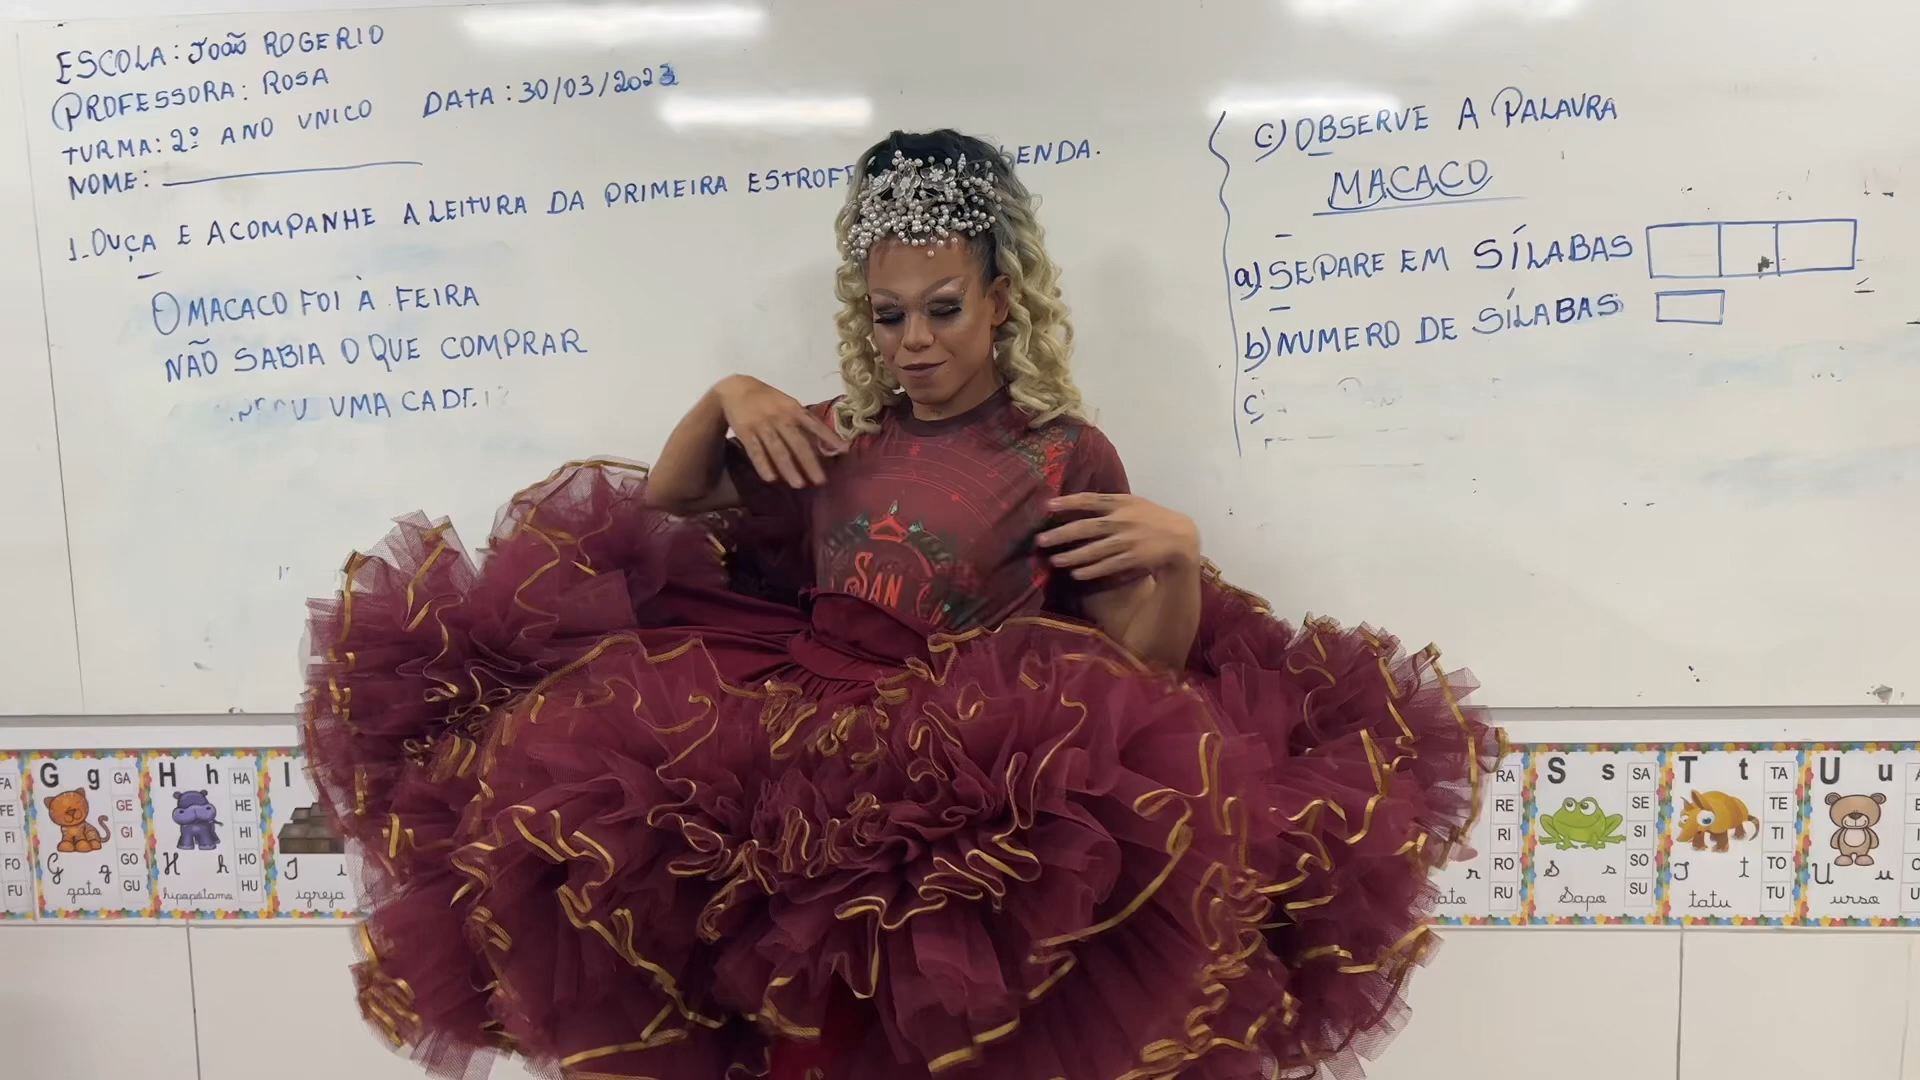 ESCOLA: JOÃO ROGERIO
PROFESSORA: ROSA
TURMA: 2º ANO UNICO DATA: 30/03/2023
NOME:
1. OUÇA E ACOMPANHE A LEITURA DA PRIMEIRA ESTROF ENDA.
O MACACO FOI À FEIRA
NÃO SABIA O QUE COMPRAR
UMA CADE
C) OBSERVE A PALAVRA
MACACO
a) SEPARE EM SÍLABAS
b) NUMERO DE SÍLABAS
C
SAN
FA
FE
FI
FO
FU
G g
GA
GE
GI
GO
GU
G g
gato
H h
HA
HE
HI
HO
HU
H h
hipopótamo
I
I i
igreja
RA
RE
RI
RO
RU
r
rato
S s
SA
SE
SI
SO
SU
S s
Sapo
T t
TA
TE
TI
TO
TU
T t
tatu
U u
U u
urso